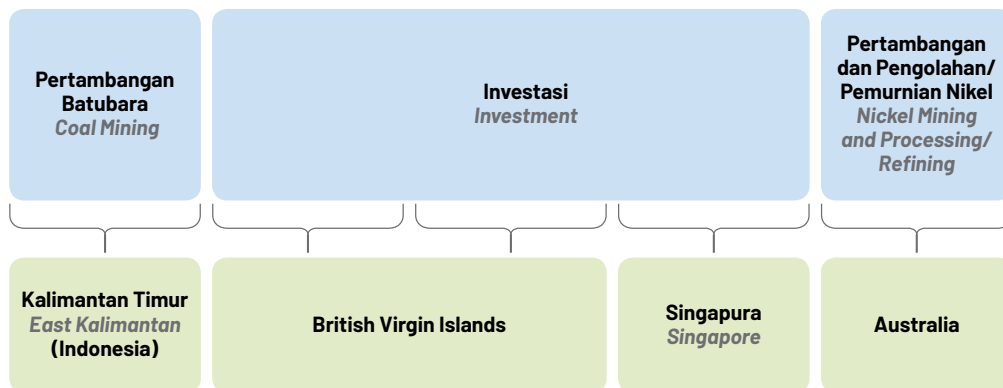 Pertambangan
Batubara
Coal Mining
Investasi
Investment
Pertambangan
dan Pengolahan/
Pemurnian Nikel
Nickel Mining
and Processing/
Refining
Kalimantan Timur
East Kalimantan
(Indonesia)
British Virgin Islands
Singapura
Singapore
Australia